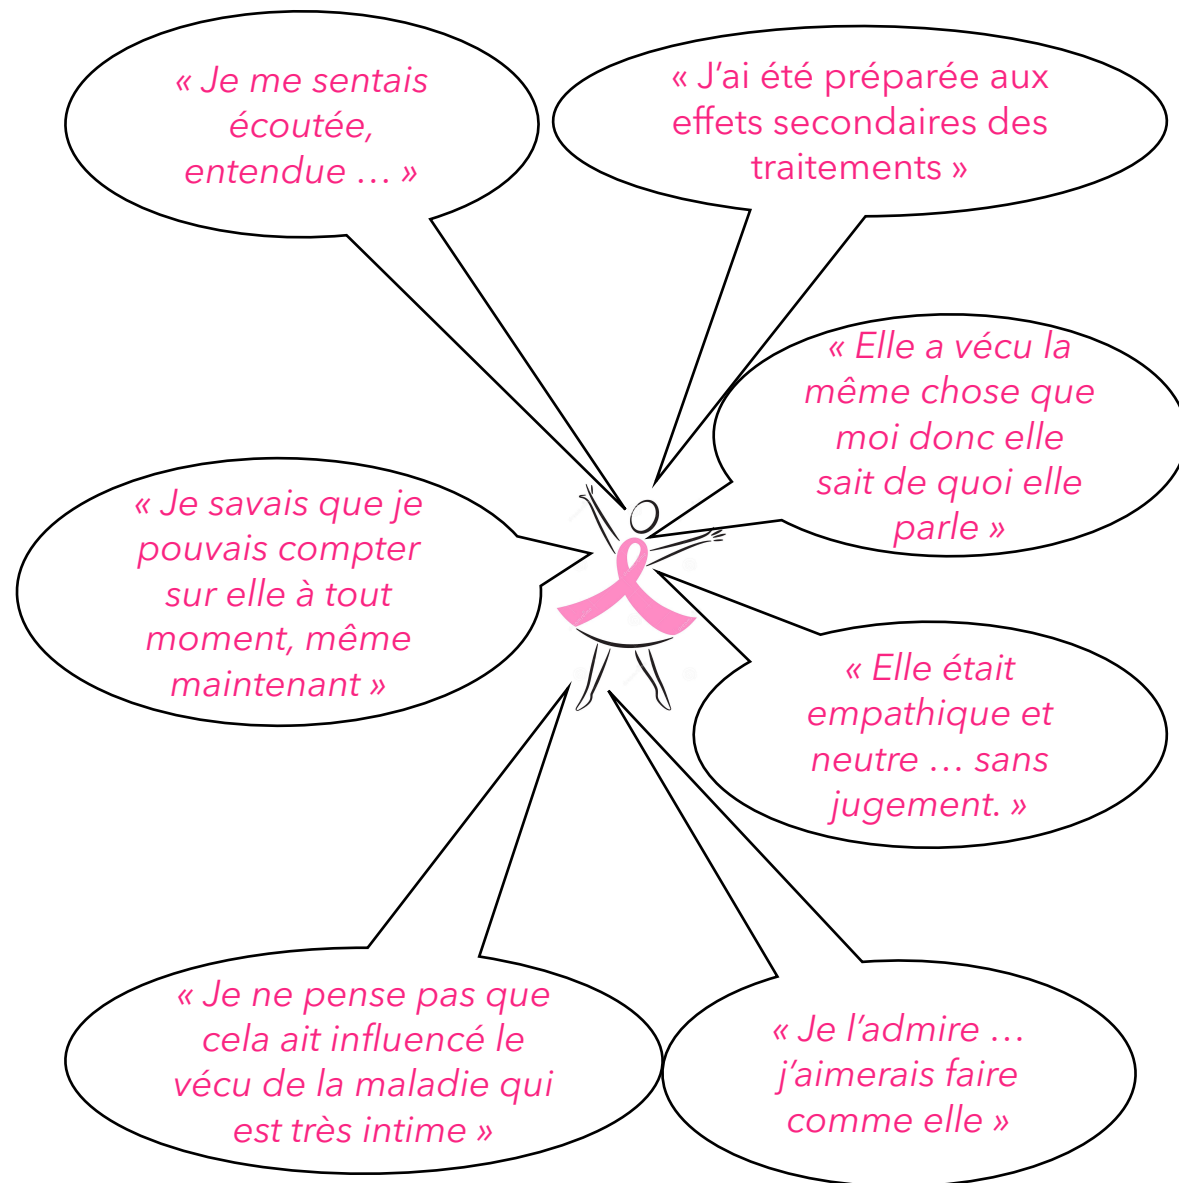 « Je me sentais
écoutée,
entendue … »
« J’ai été préparée aux
effets secondaires des
traitements »
« Elle a vécu la
même chose que
moi donc elle
sait de quoi elle
parle »
« Je savais que je
pouvais compter
sur elle à tout
moment, même
maintenant »
« Elle était
empathique et
neutre … sans
jugement. »
« Je ne pense pas que
cela ait influencé le
vécu de la maladie qui
est très intime »
« Je l’admire …
j’aimerais faire
comme elle »